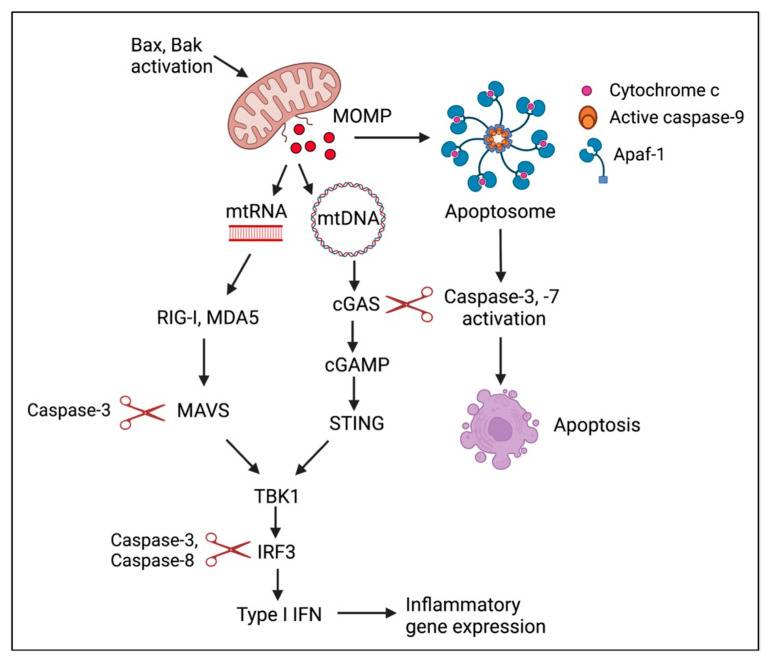 Bax, Bak
activation
MOMP
Cytochrome c
Active caspase-9
Apaf-1
mtRNA
mtDNA
Apoptosome
RIG-I, MDA5
cGAS
Caspase-3, -7
activation
cGAMP
Caspase-3
MAVS
STING
Apoptosis
TBK1
Caspase-3,
Caspase-8
IRF3
Type I IFN
Inflammatory
gene expression